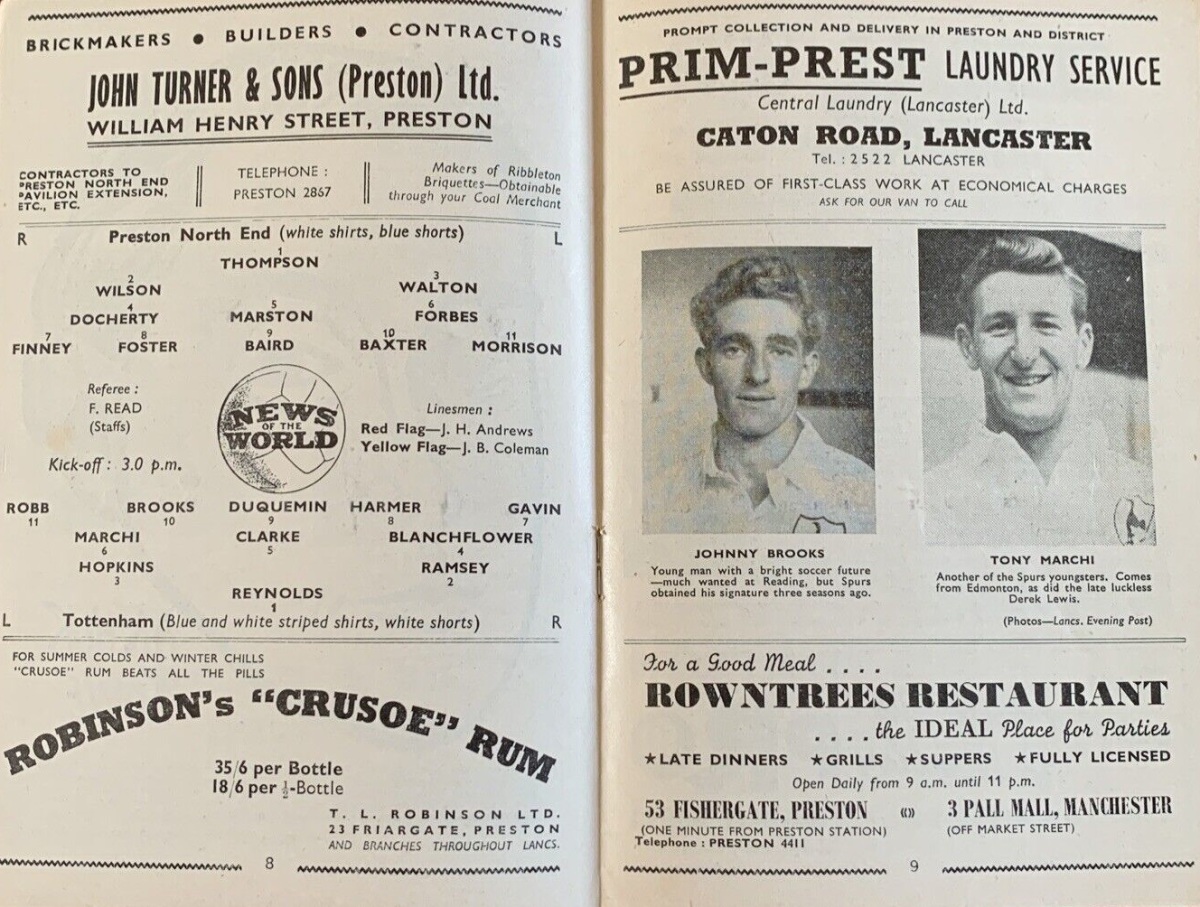 BRICKMAKERS ● BUILDERS ● CONTRACTORS
JOHN TURNER & SONS (Preston) Ltd.
WILLIAM HENRY STREET, PRESTON
CONTRACTORS TO
PRESTON NORTH END
PAVILION EXTENSION,
ETC., ETC.
TELEPHONE :
PRESTON 2867
Makers of Ribbleton
Briquettes—Obtainable
through your Coal Merchant
R Preston North End (white shirts, blue shorts) L
1
THOMPSON
2 3
WILSON WALTON
4 5 6
DOCHERTY MARSTON FORBES
7 8 9 10 11
FINNEY FOSTER BAIRD BAXTER MORRISON
Referee :
F. READ
(Staffs)
Kick-off : 3.0 p.m.
NEWS
OF THE
WORLD
Linesmen :
Red Flag—J. H. Andrews
Yellow Flag—J. B. Coleman
ROBB BROOKS DUQUEMIN HARMER GAVIN
11 10 9 8 7
MARCHI CLARKE BLANCHFLOWER
6 5 4
HOPKINS RAMSEY
3 2
REYNOLDS
1
L Tottenham (Blue and white striped shirts, white shorts) R
FOR SUMMER COLDS AND WINTER CHILLS
"CRUSOE" RUM BEATS ALL THE PILLS
ROBINSON's "CRUSOE" RUM
35/6 per Bottle
18/6 per ½-Bottle
T. L. ROBINSON LTD.
23 FRIARGATE, PRESTON
AND BRANCHES THROUGHOUT LANCS.
8
PROMPT COLLECTION AND DELIVERY IN PRESTON AND DISTRICT
PRIM-PREST LAUNDRY SERVICE
Central Laundry (Lancaster) Ltd.
CATON ROAD, LANCASTER
Tel. : 2522 LANCASTER
BE ASSURED OF FIRST-CLASS WORK AT ECONOMICAL CHARGES
ASK FOR OUR VAN TO CALL
JOHNNY BROOKS
Young man with a bright soccer future
—much wanted at Reading, but Spurs
obtained his signature three seasons ago.
TONY MARCHI
Another of the Spurs youngsters. Comes
from Edmonton, as did the late luckless
Derek Lewis.
(Photos—Lancs. Evening Post)
For a Good Meal . . . .
ROWNTREES RESTAURANT
. . . . the IDEAL Place for Parties
★LATE DINNERS ★GRILLS ★SUPPERS ★FULLY LICENSED
Open Daily from 9 a.m. until 11 p.m.
53 FISHERGATE, PRESTON «» 3 PALL MALL, MANCHESTER
(ONE MINUTE FROM PRESTON STATION) (OFF MARKET STREET)
Telephone : PRESTON 4411
9